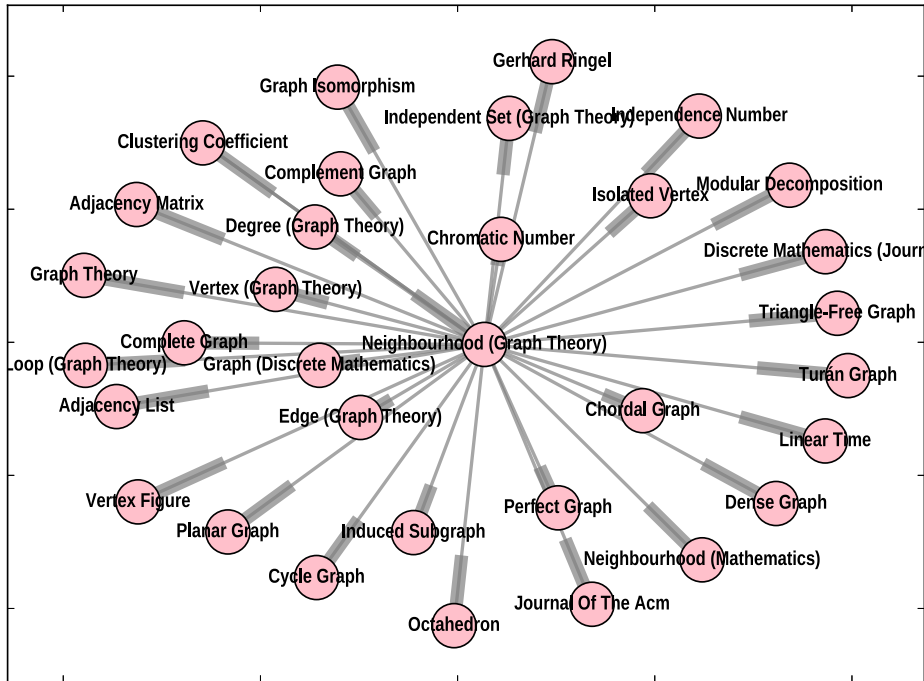 Gerhard Ringel
Graph Isomorphism
Independent Set (Graph Theory)
Independence Number
Clustering Coefficient
Complement Graph
Modular Decomposition
Isolated Vertex
Adjacency Matrix
Degree (Graph Theory)
Chromatic Number
Discrete Mathematics (Jour
Graph Theory
Vertex (Graph Theory)
Triangle-Free Graph
Complete Graph
Neighbourhood (Graph Theory)
oop (Graph Theory)
Graph (Discrete Mathematics)
Turán Graph
Adjacency List
Edge (Graph Theory)
Chordal Graph
Linear Time
Vertex Figure
Perfect Graph
Dense Graph
Planar Graph
Induced Subgraph
Neighbourhood (Mathematics)
Cycle Graph
Journal Of The Acm
Octahedron